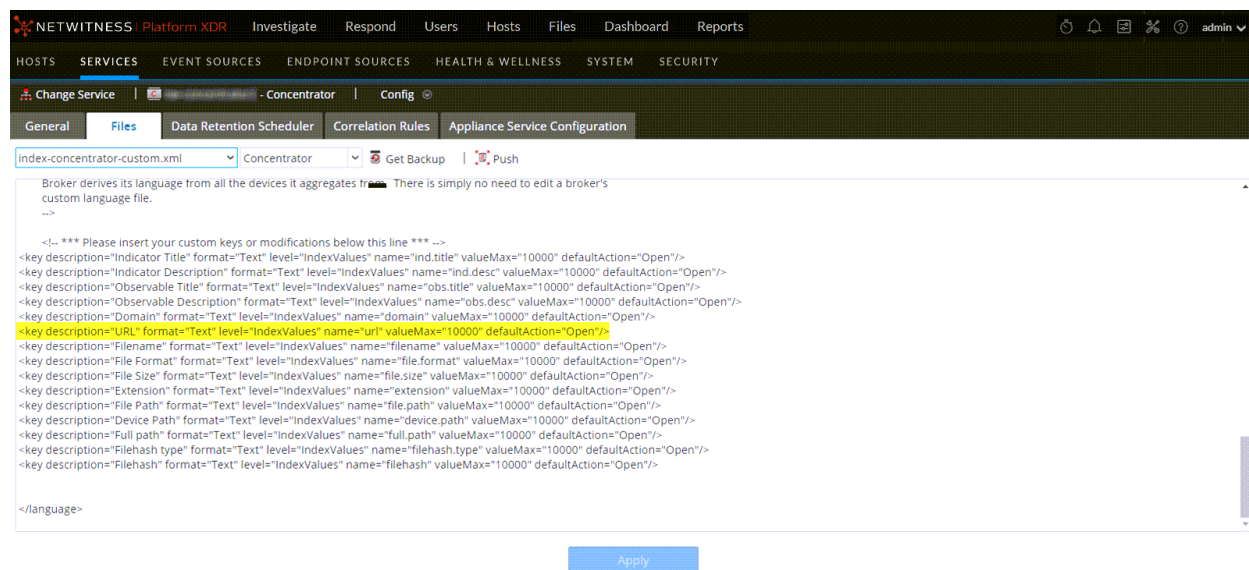 NETWITNESS | Platform XDR Investigate Respond Users Hosts Files Dashboard Reports admin
HOSTS SERVICES EVENT SOURCES ENDPOINT SOURCES HEALTH & WELLNESS SYSTEM SECURITY
Change Service | - Concentrator | Config
General Files Data Retention Scheduler Correlation Rules Appliance Service Configuration
index-concentrator-custom.xml Concentrator Get Backup | Push
Broker derives its language from all the devices it aggregates There is simply no need to edit a broker's
custom language file.
-->
<!-- *** Please insert your custom keys or modifications below this line *** -->
<key description="Indicator Title" format="Text" level="IndexValues" name="ind.title" valueMax="10000" defaultAction="Open"/>
<key description="Indicator Description" format="Text" level="IndexValues" name="ind.desc" valueMax="10000" defaultAction="Open"/>
<key description="Observable Title" format="Text" level="IndexValues" name="obs.title" valueMax="10000" defaultAction="Open"/>
<key description="Observable Description" format="Text" level="IndexValues" name="obs.desc" valueMax="10000" defaultAction="Open"/>
<key description="Domain" format="Text" level="IndexValues" name="domain" valueMax="10000" defaultAction="Open"/>
<key description="URL" format="Text" level="IndexValues" name="url" valueMax="10000" defaultAction="Open"/>
<key description="Filename" format="Text" level="IndexValues" name="filename" valueMax="10000" defaultAction="Open"/>
<key description="File Format" format="Text" level="IndexValues" name="file.format" valueMax="10000" defaultAction="Open"/>
<key description="File Size" format="Text" level="IndexValues" name="file.size" valueMax="10000" defaultAction="Open"/>
<key description="Extension" format="Text" level="IndexValues" name="extension" valueMax="10000" defaultAction="Open"/>
<key description="File Path" format="Text" level="IndexValues" name="file.path" valueMax="10000" defaultAction="Open"/>
<key description="Device Path" format="Text" level="IndexValues" name="device.path" valueMax="10000" defaultAction="Open"/>
<key description="Full path" format="Text" level="IndexValues" name="full.path" valueMax="10000" defaultAction="Open"/>
<key description="Filehash type" format="Text" level="IndexValues" name="filehash.type" valueMax="10000" defaultAction="Open"/>
<key description="Filehash" format="Text" level="IndexValues" name="filehash" valueMax="10000" defaultAction="Open"/>
</language>
Apply